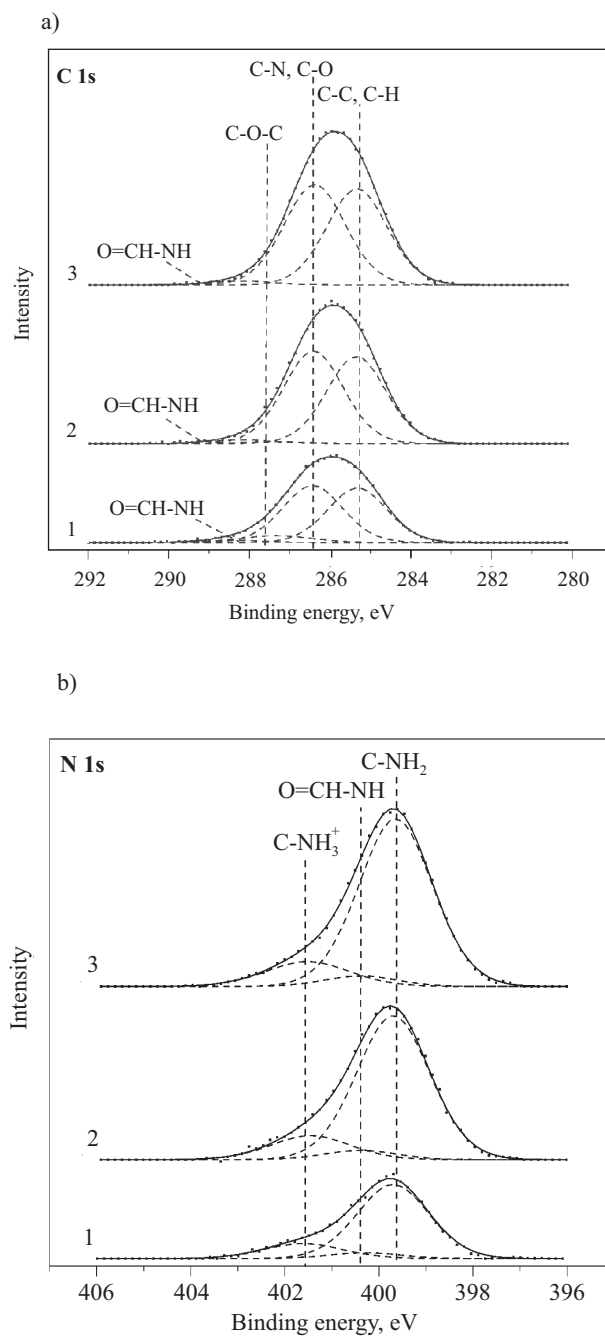 a)
C 1s
C-N, C-O
C-C, C-H
C-O-C
O=CH-NH
3
O=CH-NH
2
O=CH-NH
1
Intensity
292 290 288 286 284 282 280
Binding energy, eV
b)
N 1s
C-NH₂
O=CH-NH
C-NH₃⁺
3
2
1
Intensity
406 404 402 400 398 396
Binding energy, eV